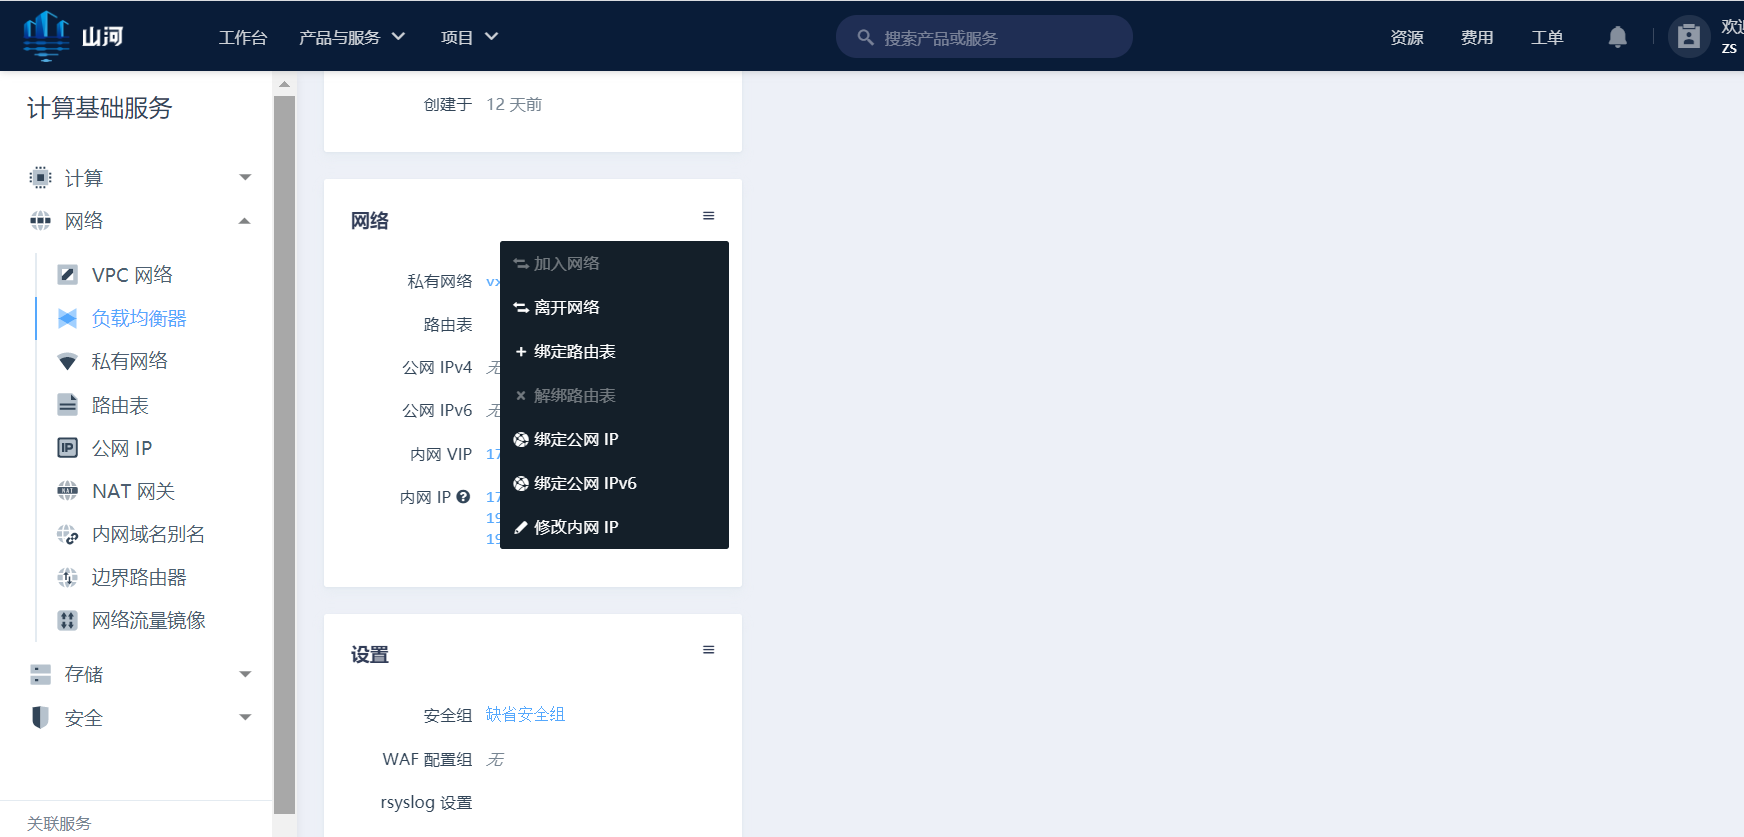 山河
工作台
产品与服务
项目
搜索产品或服务
资源
费用
工单
zs
计算基础服务
计算
网络
VPC 网络
负载均衡器
私有网络
路由表
公网 IP
NAT 网关
内网域名别名
边界路由器
网络流量镜像
存储
安全
关联服务
创建于 12 天前
网络
私有网络 vx
路由表
公网 IPv4 无
公网 IPv6 无
内网 VIP 17
内网 IP 17
19
19
加入网络
离开网络
绑定路由表
解绑路由表
绑定公网 IP
绑定公网 IPv6
修改内网 IP
设置
安全组 缺省安全组
WAF 配置组 无
rsyslog 设置